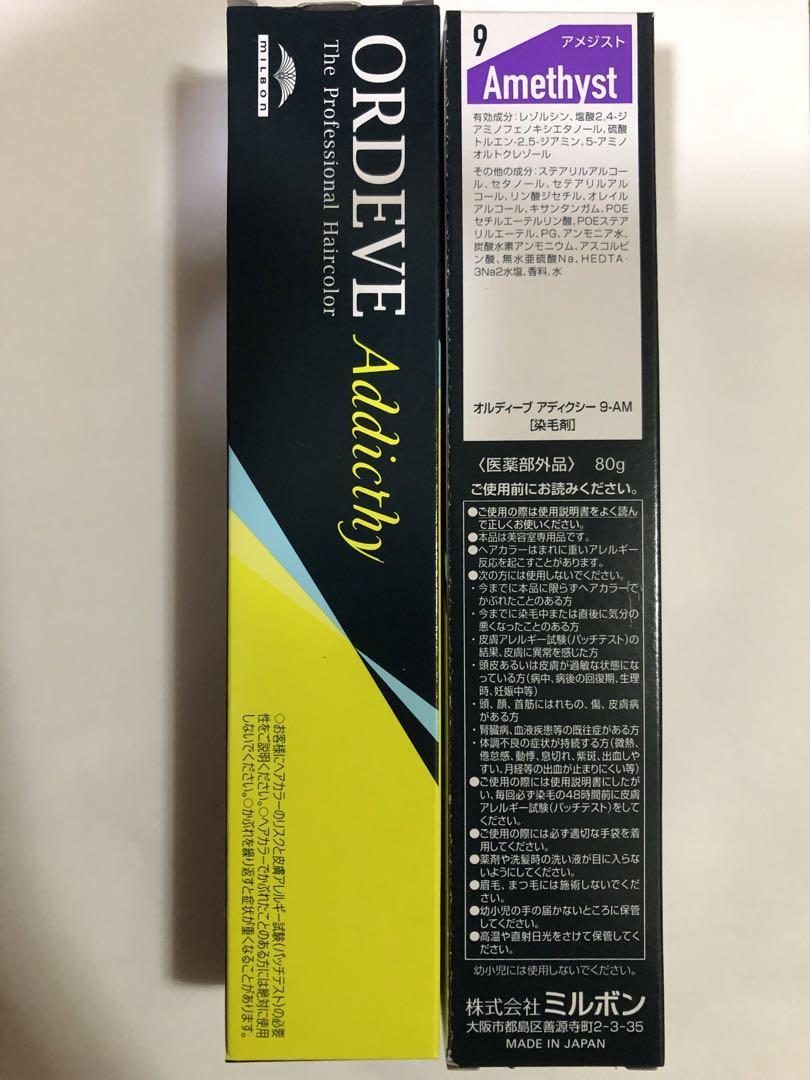 MILBON
ORDEVE Addicthy
The Professional Haircolor
○お客様にヘアカラーのリスクと皮膚アレルギー試験(パッチテスト)の必要
性をご説明ください。○ヘアカラーでかぶれたことのある方には絶対に使用
しないでください。○かぶれを繰り返すと症状が重くなることがあります。
9
アメジスト
Amethyst
有効成分:レゾルシン、塩酸2,4-ジ
アミノフェノキシエタノール、硫酸
トルエン-2,5-ジアミン、5-アミノ
オルトクレゾール
その他の成分:ステアリルアルコー
ル、セタノール、セテアリルアル
コール、リン酸ジセチル、オレイル
アルコール、キサンタンガム、POE
セチルエーテルリン酸、POEステア
リルエーテル、PG、アンモニア水、
炭酸水素アンモニウム、アスコルビ
ン酸、無水亜硫酸Na、HEDTA・
3Na2水塩、香料、水
オルディーブ アディクシー 9-AM
[染毛剤]
〈医薬部外品〉 80g
ご使用前にお読みください。
●ご使用の際は使用説明書をよく読ん
で正しくお使いください。
●本品は美容室専用品です。
●ヘアカラーはまれに重いアレルギー
反応を起こすことがあります。
●次の方には使用しないでください。
・今までに本品に限らずヘアカラーで
かぶれたことのある方
・今までに染毛中または直後に気分の
悪くなったことのある方
・皮膚アレルギー試験(パッチテスト)の
結果、皮膚に異常を感じた方
・頭皮あるいは皮膚が過敏な状態にな
っている方(病中、病後の回復期、生理
時、妊娠中等)
・頭、顔、首筋にはれもの、傷、皮膚病
がある方
・腎臓病、血液疾患等の既往症がある方
・体調不良の症状が持続する方(微熱、
倦怠感、動悸、息切れ、紫斑、出血しや
すい、月経等の出血が止まりにくい等)
●ご使用の際には使用説明書にしたが
い、毎回必ず染毛の48時間前に皮膚
アレルギー試験(パッチテスト)をして
ください。
●ご使用の際には必ず適切な手袋を着
用してください。
●薬剤や洗髪時の洗い液が目に入らな
いようにしてください。
●眉毛、まつ毛には施術しないでくだ
さい。
●幼小児の手の届かないところに保管
してください。
●高温や直射日光をさけて保管してく
ださい。
幼小児には使用しないでください。
株式会社 ミルボン
大阪市都島区善源寺町2-3-35
MADE IN JAPAN